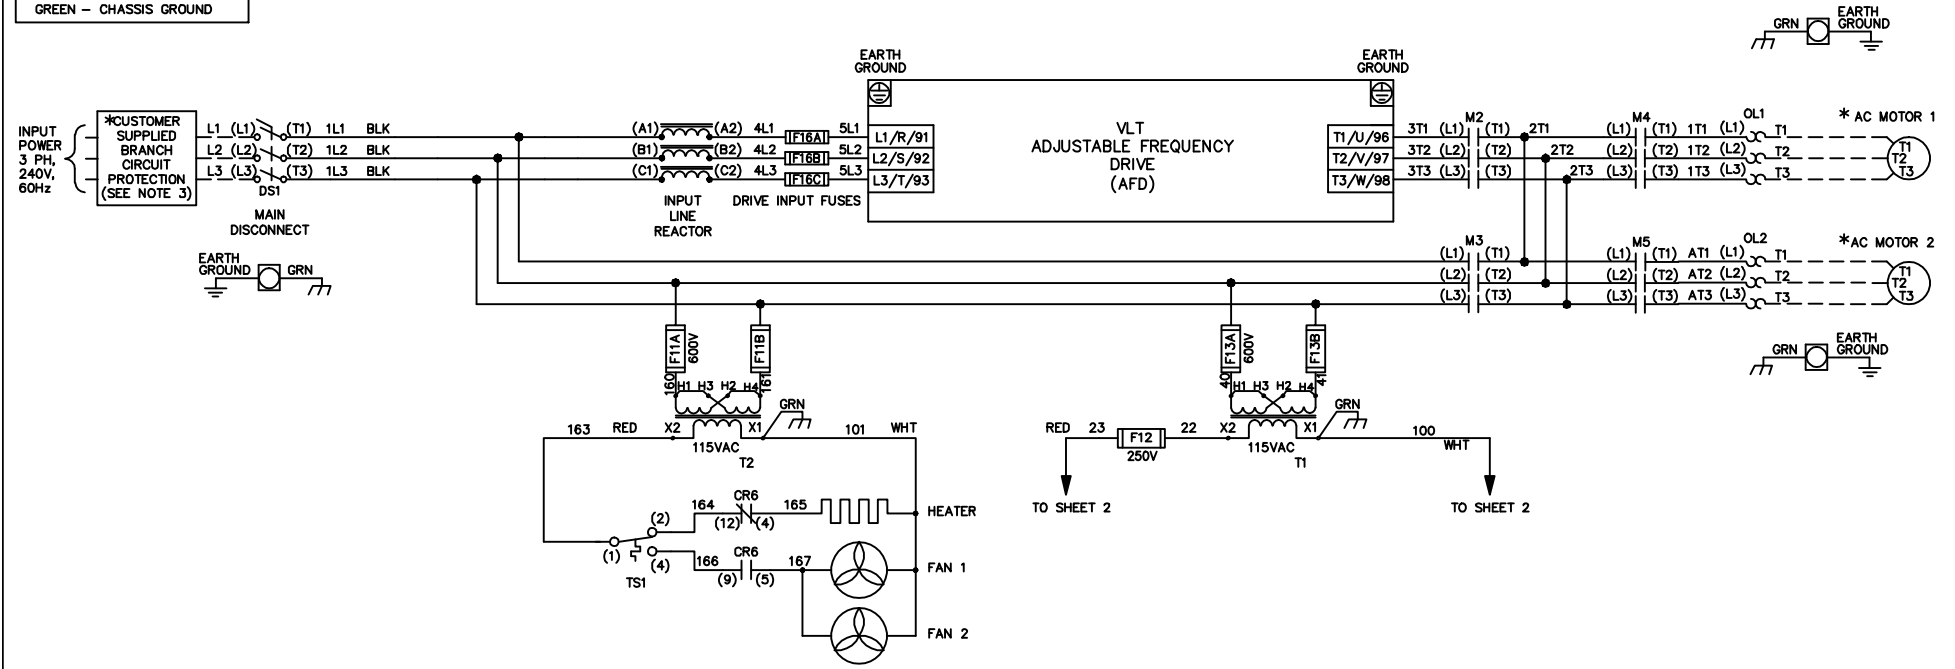 GREEN – CHASSIS GROUND
GRN
EARTH
GROUND
EARTH
GROUND
EARTH
GROUND
INPUT
POWER
3 PH,
240V,
60Hz
*CUSTOMER
SUPPLIED
BRANCH
CIRCUIT
PROTECTION
(SEE NOTE 3)
L1 (L1) (T1) 1L1 BLK
L2 (L2) (T2) 1L2 BLK
L3 (L3) (T3) 1L3 BLK
DS1
MAIN
DISCONNECT
EARTH
GROUND
GRN
(A1) (A2) 4L1 F16A 5L1 L1/R/91
(B1) (B2) 4L2 F16B 5L2 L2/S/92
(C1) (C2) 4L3 F16C 5L3 L3/T/93
INPUT
LINE
REACTOR
DRIVE INPUT FUSES
VLT
ADJUSTABLE FREQUENCY
DRIVE
(AFD)
M2 M4 OL1 * AC MOTOR 1
T1/U/96 3T1 (L1) (T1) 2T1 (L1) (T1) 1T1 (L1) T1
T2/V/97 3T2 (L2) (T2) 2T2 (L2) (T2) 1T2 (L2) T2
T3/W/98 3T3 (L3) (T3) 2T3 (L3) (T3) 1T3 (L3) T3
T1
T2
T3
M3 M5 OL2 *AC MOTOR 2
(L1) (T1) (L1) (T1) AT1 (L1) T1
(L2) (T2) (L2) (T2) AT2 (L2) T2
(L3) (T3) (L3) (T3) AT3 (L3) T3
T1
T2
T3
GRN
EARTH
GROUND
F11A
600V
F11B
160
161
H1 H3 H2 H4
GRN
163 RED X2 X1 101 WHT
115VAC
T2
F13A
600V
F13B
40
41
H1 H3 H2 H4
GRN
RED 23 F12 22 X2 X1 100
WHT
250V
115VAC
T1
TO SHEET 2
TO SHEET 2
CR6
164 165
(12) (4)
HEATER
(2)
(1)
(4)
TS1
CR6
166 167
(9) (5)
FAN 1
FAN 2